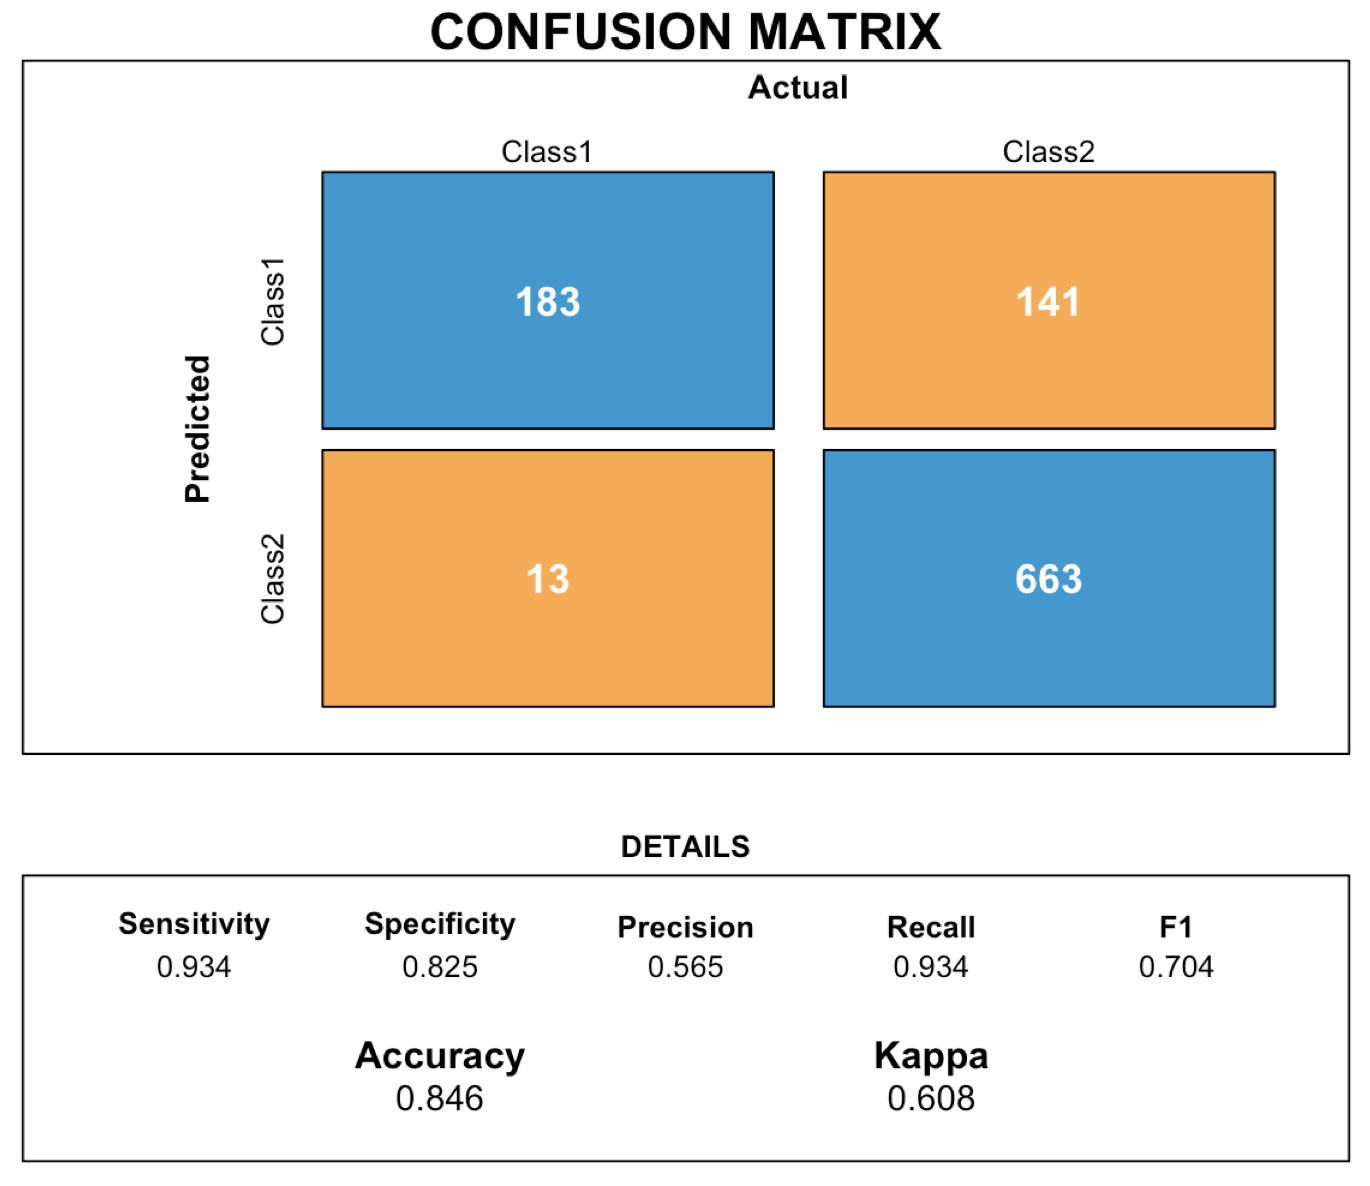 CONFUSION MATRIX
Actual
Class1 Class2
Predicted
Class1
183 141
Class2
13 663
DETAILS
Sensitivity Specificity Precision Recall F1
0.934 0.825 0.565 0.934 0.704
Accuracy Kappa
0.846 0.608